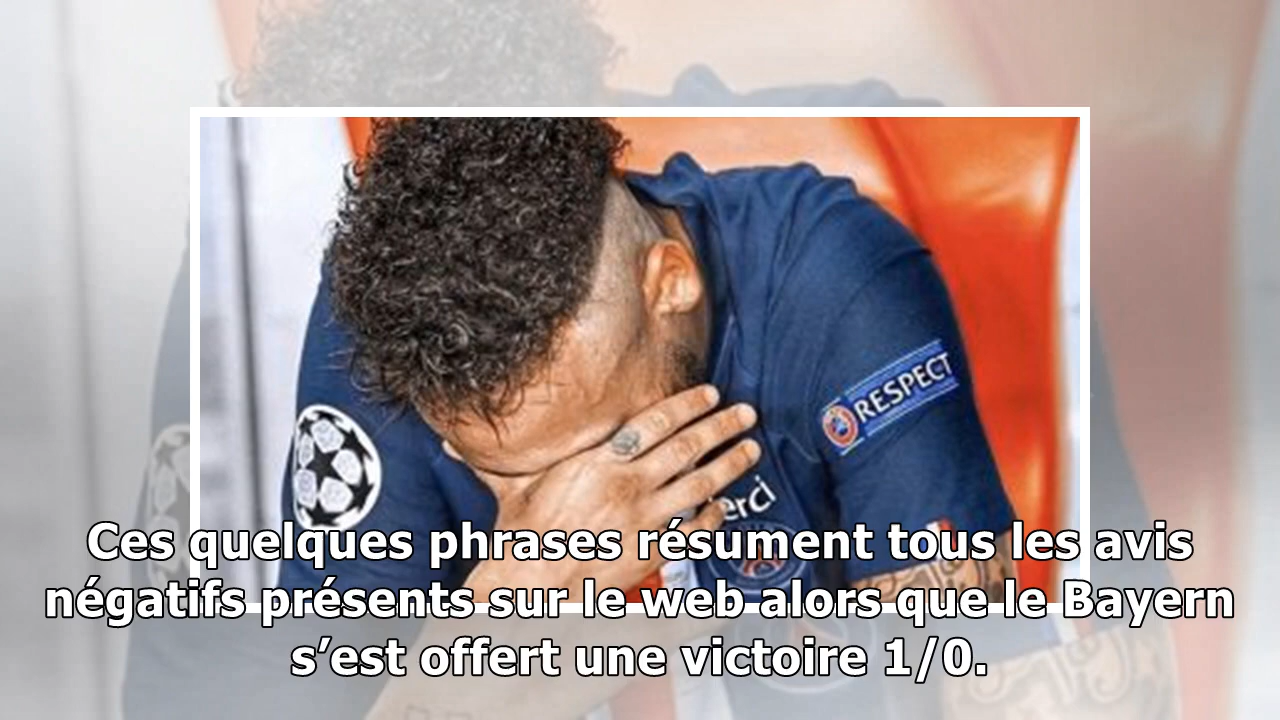 RESPECT
erci
Ces quelques phrases résument tous les avis
négatifs présents sur le web alors que le Bayern
s’est offert une victoire 1/0.